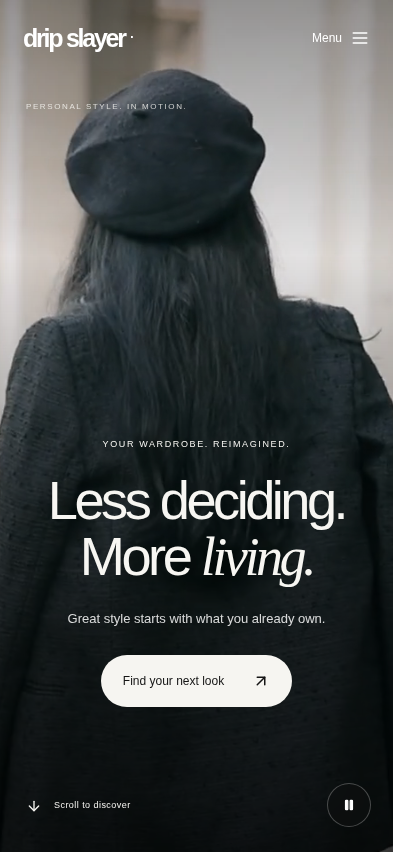 drip slayer
Menu
PERSONAL STYLE. IN MOTION.
YOUR WARDROBE. REIMAGINED.
Less deciding.
More living.
Great style starts with what you already own.
Find your next look
Scroll to discover